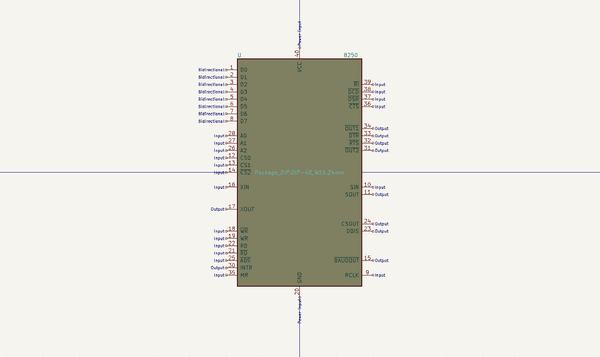 Power input
40
U
8250
VCC
Bidirectional 1 D0
Bidirectional 2 D1
Bidirectional 3 D2
Bidirectional 4 D3
Bidirectional 5 D4
Bidirectional 6 D5
Bidirectional 7 D6
Bidirectional 8 D7
RI 39 Input
DCD 38 Input
DSR 37 Input
CTS 36 Input
OUT1 34 Output
DTR 33 Output
RTS 32 Output
OUT2 31 Output
Input 28 A0
Input 27 A1
Input 26 A2
Input 12 CS0
Input 13 CS1
Input 14 CS2
Package_DIP:DIP-40_W15.24mm
Input 16 XIN
SIN 10 Input
SOUT 11 Output
Output 17 XOUT
CSOUT 24 Output
DDIS 23 Output
Input 18 WR
Input 19 WR
Input 22 RD
Input 21 RD
Input 25 ADS
Output 30 INTR
Input 35 MR
BAUDOUT 15 Output
RCLK 9 Input
GND
20
Power input